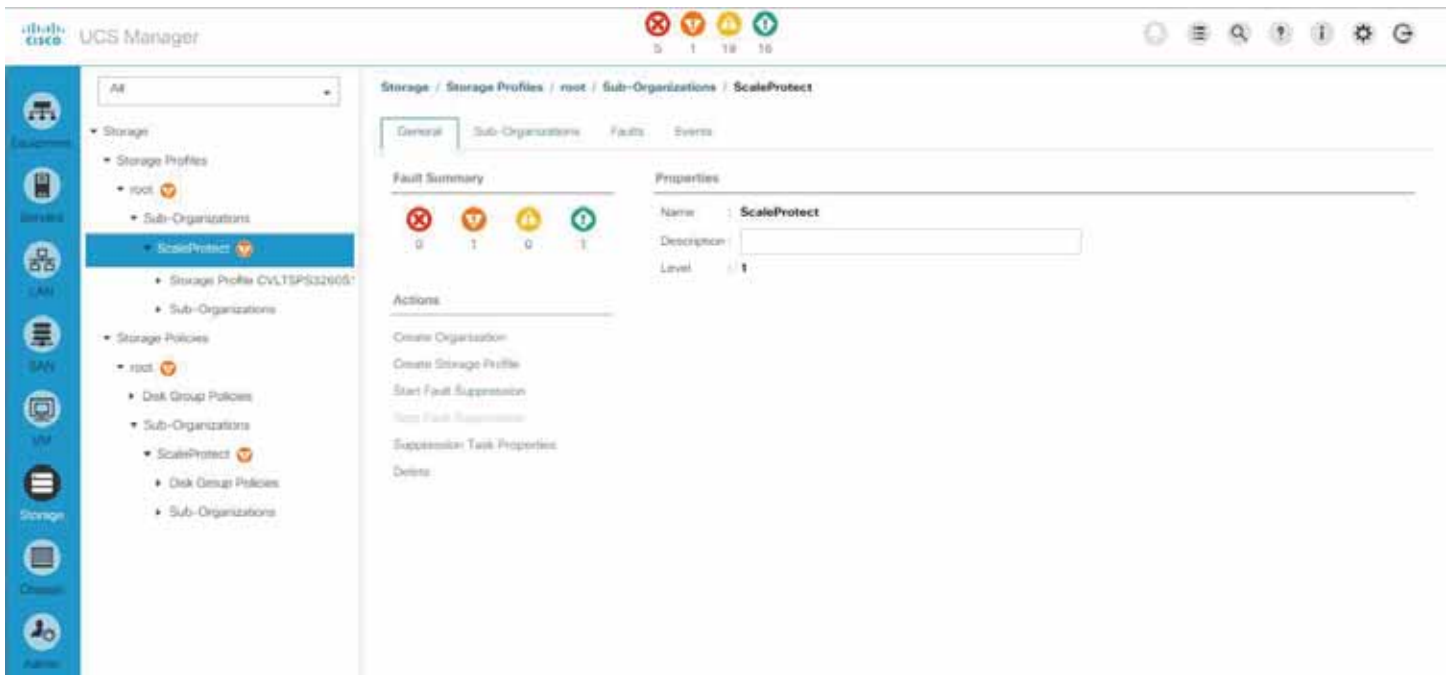 CISCO
UCS Manager
5 1 19 16
All
Storage
Storage Profiles
root
Sub-Organizations
ScaleProtect
Storage Profile CVLTSPS3260S
Sub-Organizations
Storage Policies
root
Disk Group Policies
Sub-Organizations
ScaleProtect
Disk Group Policies
Sub-Organizations
Equipment
Servers
LAN
SAN
VM
Storage
Chassis
Admin
Storage / Storage Profiles / root / Sub-Organizations / ScaleProtect
General Sub-Organizations Faults Events
Fault Summary
0 1 0 1
Actions
Create Organization
Create Storage Profile
Start Fault Suppression
Stop Fault Suppression
Suppression Task Properties
Delete
Properties
Name : ScaleProtect
Description :
Level : 1